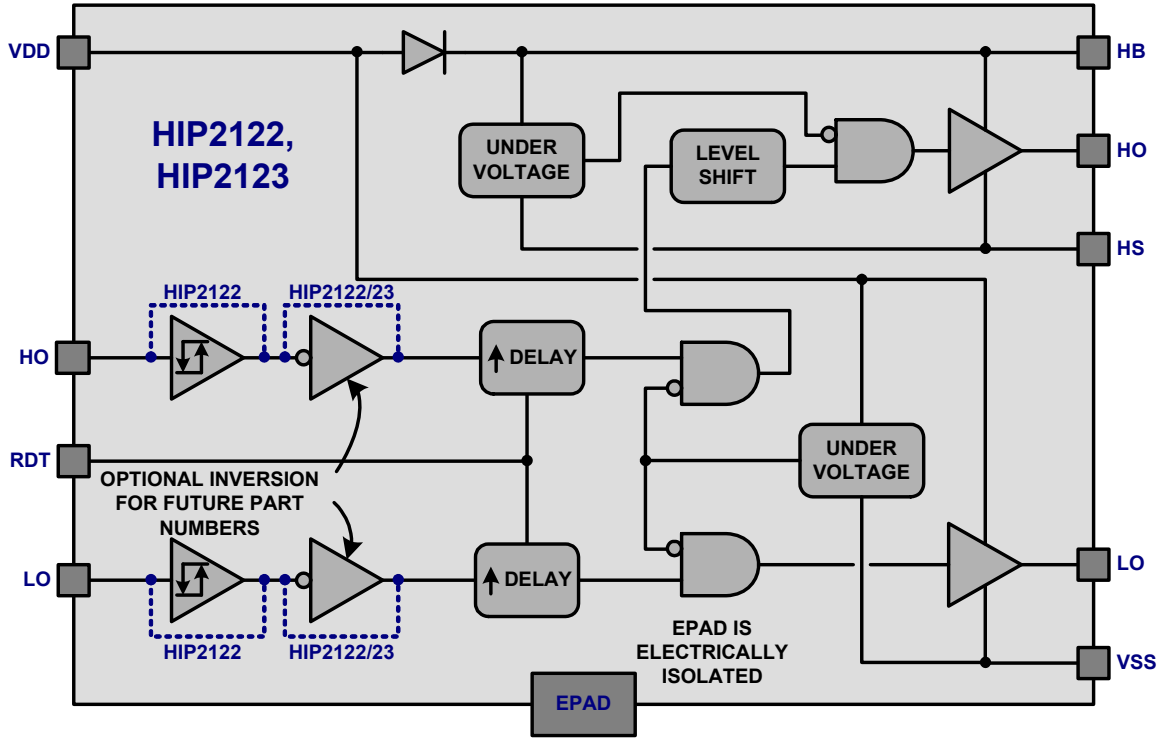 VDD
HB
HIP2122,
HIP2123
UNDER
VOLTAGE
LEVEL
SHIFT
HO
HS
HIP2122
HIP2122/23
HO
DELAY
RDT
OPTIONAL INVERSION
FOR FUTURE PART
NUMBERS
UNDER
VOLTAGE
LO
DELAY
LO
HIP2122
HIP2122/23
EPAD IS
ELECTRICALLY
ISOLATED
VSS
EPAD